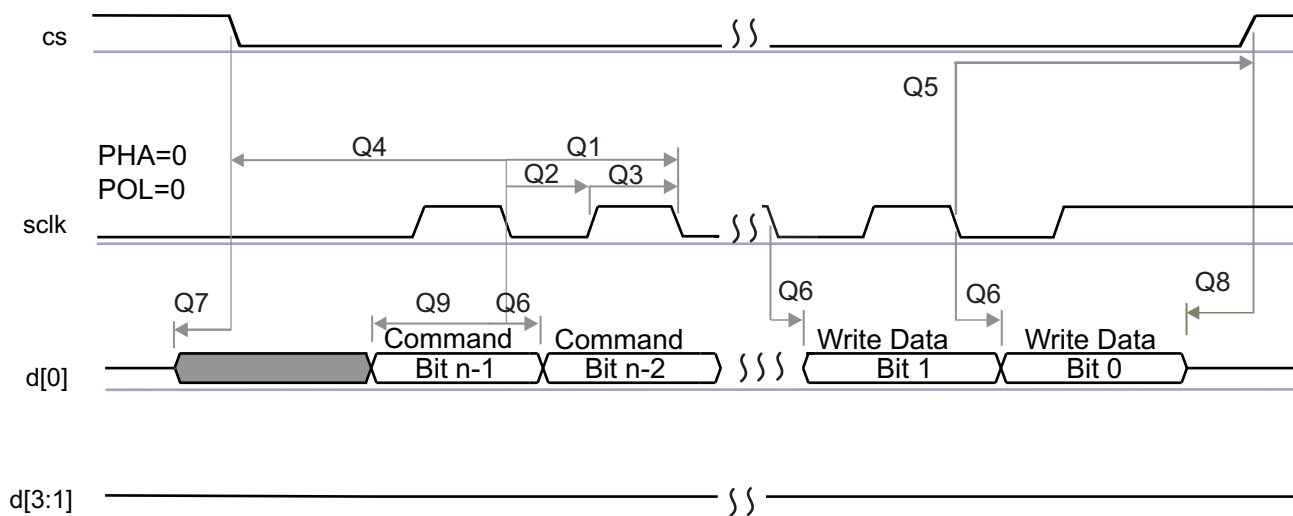 cs
Q5
PHA=0
POL=0
Q4
Q1
Q2
Q3
sclk
Q7
Q9
Q6
Q6
Q6
Q8
Command
Command
Write Data
Write Data
d[0]
Bit n-1
Bit n-2
Bit 1
Bit 0
d[3:1]